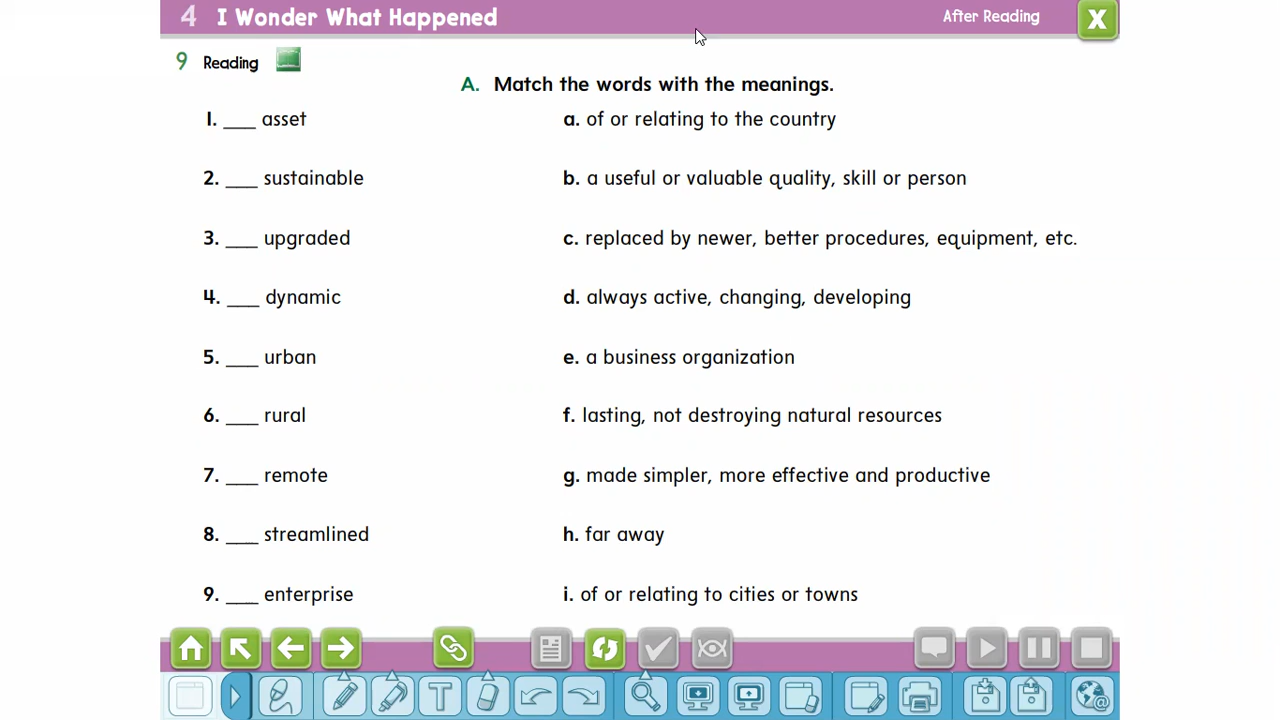 4 I Wonder What Happened After Reading X
9 Reading
A. Match the words with the meanings.
1. ___ asset a. of or relating to the country
2. ___ sustainable b. a useful or valuable quality, skill or person
3. ___ upgraded c. replaced by newer, better procedures, equipment, etc.
4. ___ dynamic d. always active, changing, developing
5. ___ urban e. a business organization
6. ___ rural f. lasting, not destroying natural resources
7. ___ remote g. made simpler, more effective and productive
8. ___ streamlined h. far away
9. ___ enterprise i. of or relating to cities or towns
T
@